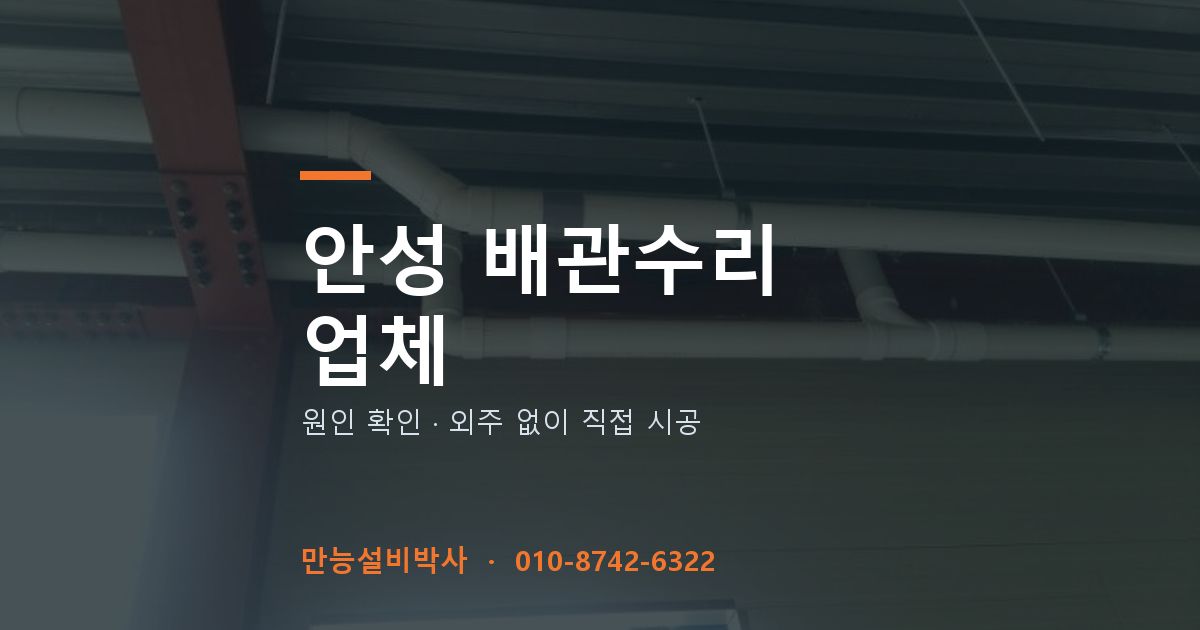 안성 배관수리
업체
원인 확인 · 외주 없이 직접 시공
만능설비박사 · 010-8742-6322